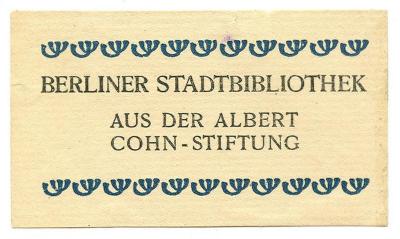 BERLINER STADTBIBLIOTHEK
AUS DER ALBERT
COHN-STIFTUNG